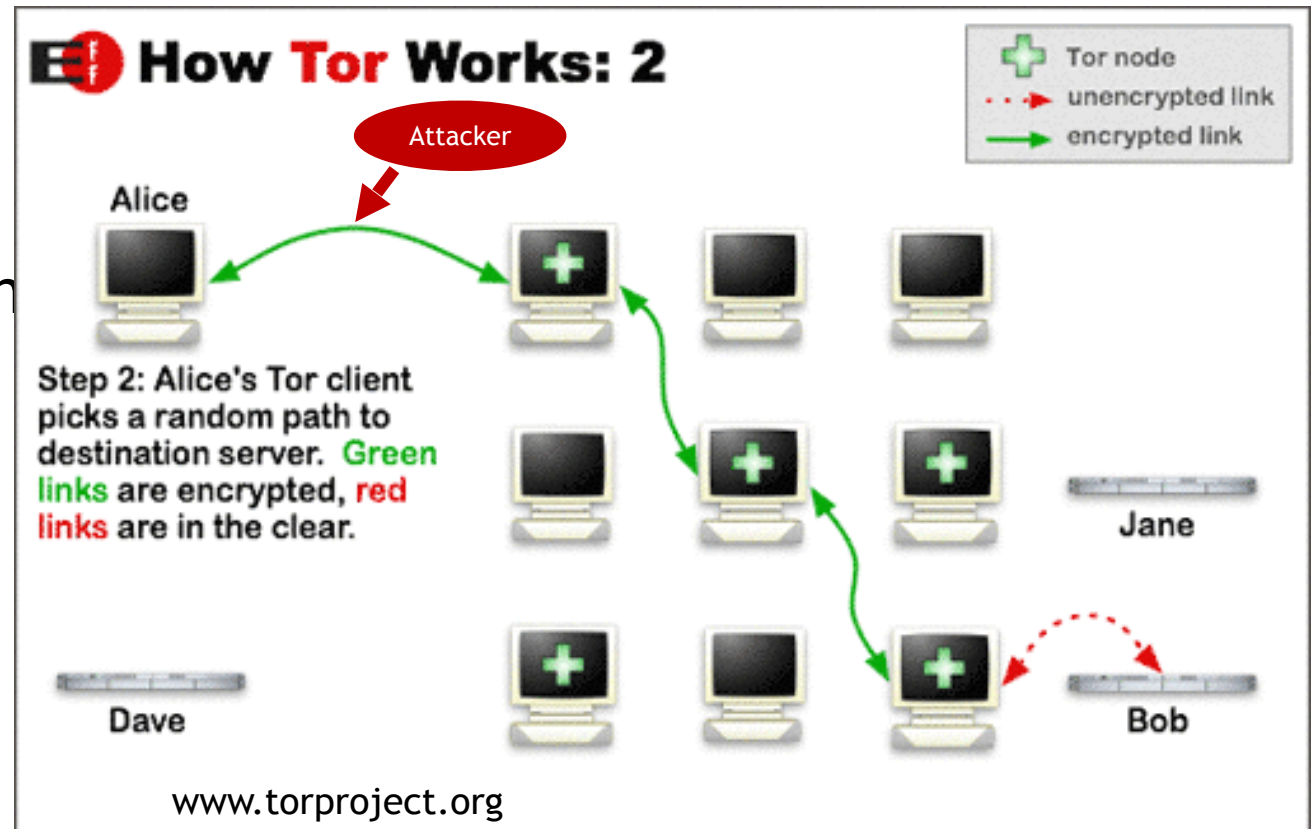 EFF How Tor Works: 2
Tor node
unencrypted link
encrypted link
Attacker
Alice
Step 2: Alice's Tor client
picks a random path to
destination server. Green
links are encrypted, red
links are in the clear.
Jane
Dave
Bob
www.torproject.org